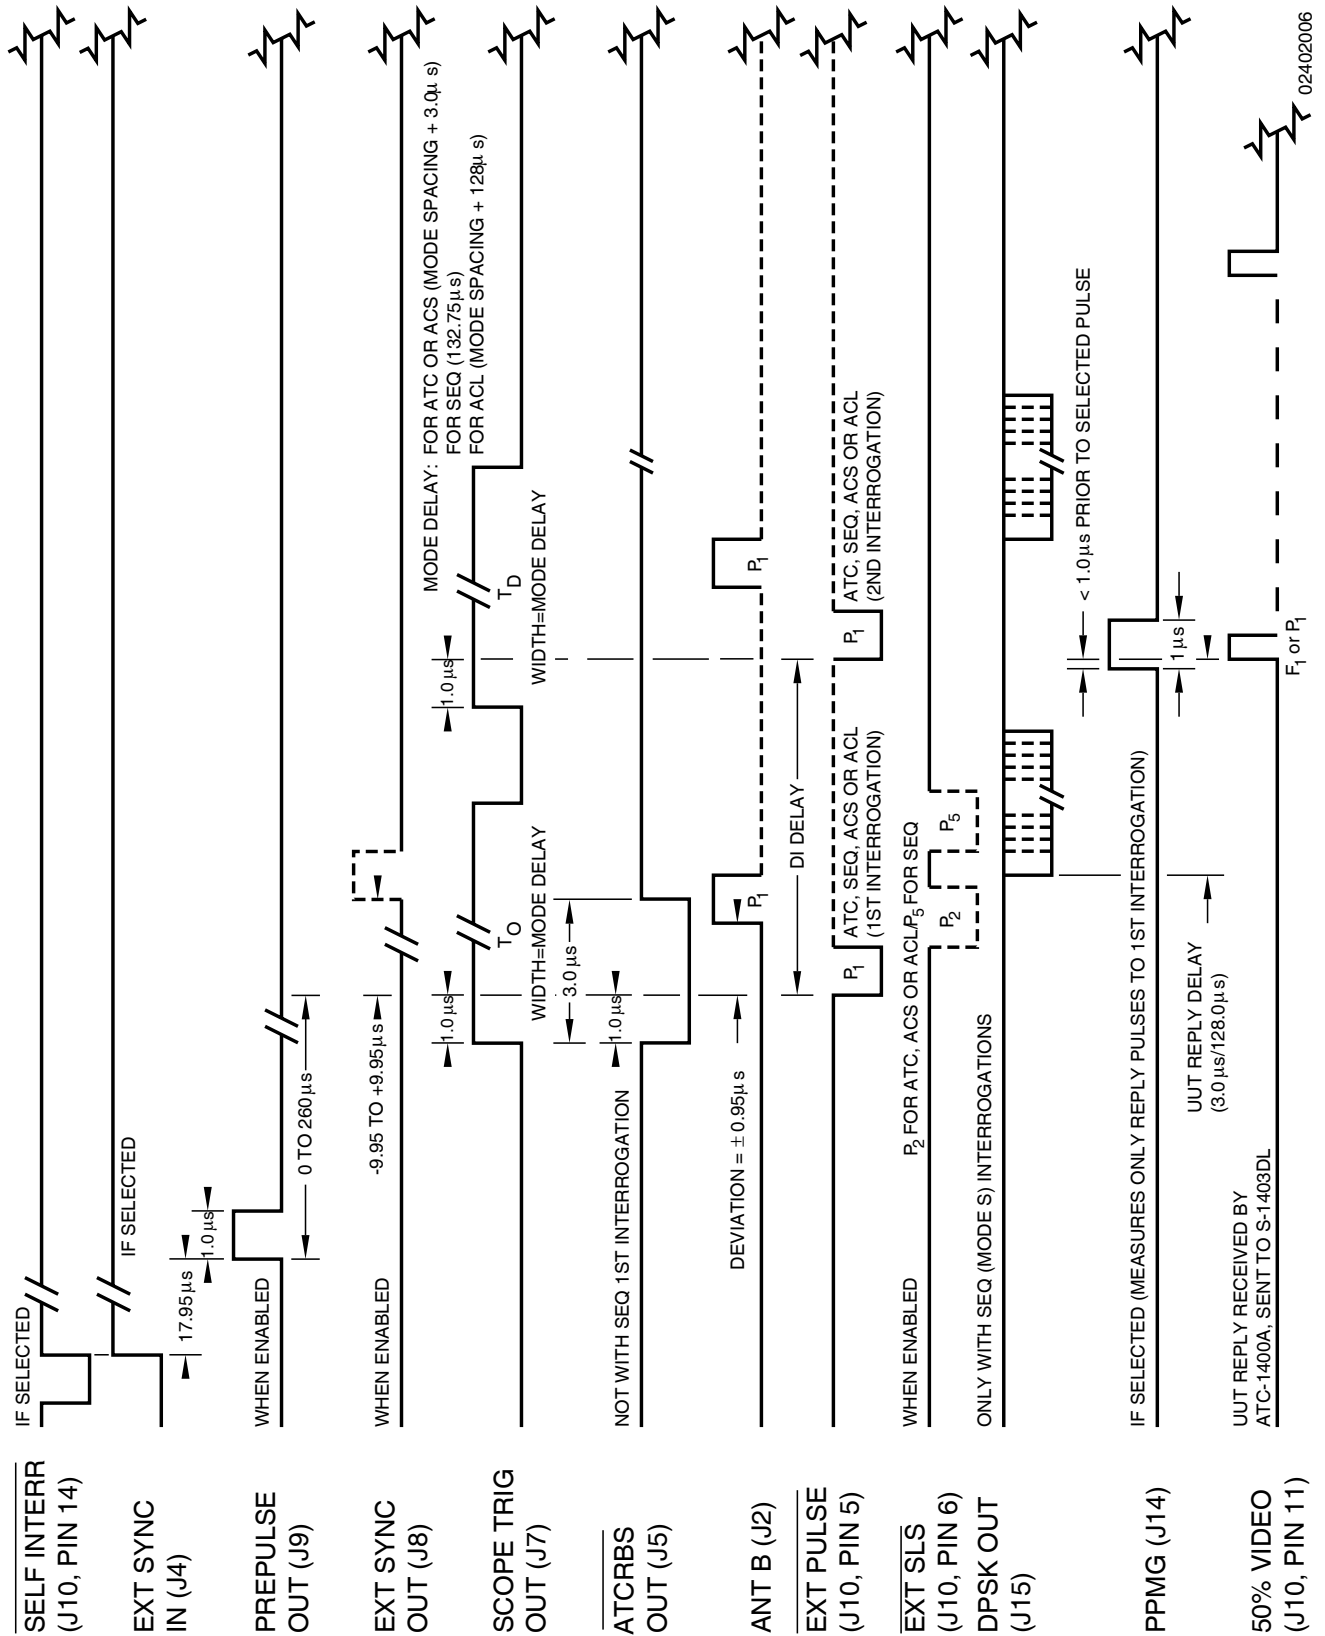 SELF INTERR
(J10, PIN 14)
IF SELECTED
EXT SYNC
IN (J4)
IF SELECTED
17.95µs
PREPULSE
OUT (J9)
WHEN ENABLED
1.0µs
0 TO 260µs
EXT SYNC
OUT (J8)
WHEN ENABLED
-9.95 TO +9.95µs
SCOPE TRIG
OUT (J7)
1.0µs
TO
WIDTH=MODE DELAY
1.0µs
TD
WIDTH=MODE DELAY
MODE DELAY: FOR ATC OR ACS (MODE SPACING + 3.0µ s)
FOR SEQ (132.75µs)
FOR ACL (MODE SPACING + 128µ s)
ATCRBS
OUT (J5)
NOT WITH SEQ 1ST INTERROGATION
3.0µs
1.0µs
ANT B (J2)
DEVIATION = ± 0.95µs
P1
P1
DI DELAY
EXT PULSE
(J10, PIN 5)
P1
ATC, SEQ, ACS OR ACL
(1ST INTERROGATION)
P1
ATC, SEQ, ACS OR ACL
(2ND INTERROGATION)
EXT SLS
(J10, PIN 6)
WHEN ENABLED
P2 FOR ATC, ACS OR ACL/P5 FOR SEQ
P2
P5
DPSK OUT
(J15)
ONLY WITH SEQ (MODE S) INTERROGATIONS
< 1.0µs PRIOR TO SELECTED PULSE
PPMG (J14)
IF SELECTED (MEASURES ONLY REPLY PULSES TO 1ST INTERROGATION)
1µs
UUT REPLY DELAY
(3.0µs/128.0µs)
50% VIDEO
(J10, PIN 11)
UUT REPLY RECEIVED BY
ATC-1400A, SENT TO S-1403DL
F1 or P1
02402006